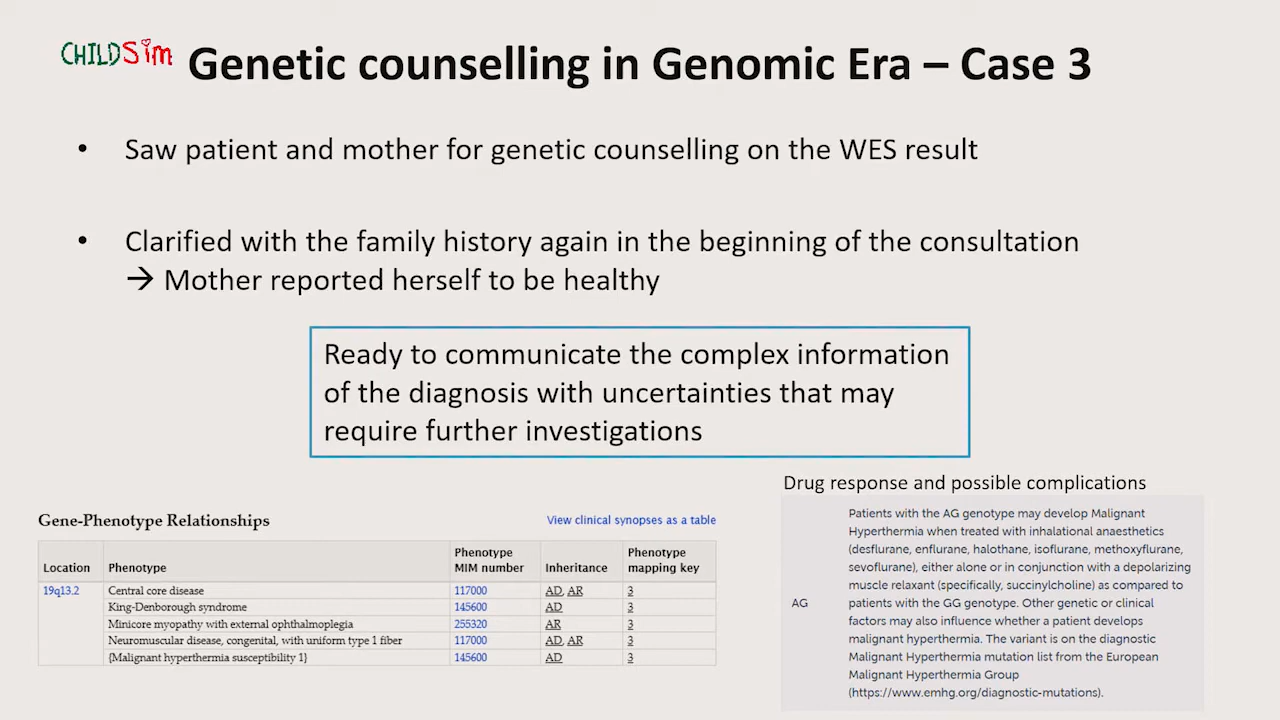 CHILDSim
Genetic counselling in Genomic Era – Case 3
• Saw patient and mother for genetic counselling on the WES result
• Clarified with the family history again in the beginning of the consultation
→ Mother reported herself to be healthy
Ready to communicate the complex information
of the diagnosis with uncertainties that may
require further investigations
Gene-Phenotype Relationships
View clinical synopses as a table
Location Phenotype Phenotype MIM number Inheritance Phenotype mapping key
19q13.2 Central core disease 117000 AD, AR 3
King-Denborough syndrome 145600 AD 3
Minicore myopathy with external ophthalmoplegia 255320 AR 3
Neuromuscular disease, congenital, with uniform type 1 fiber 117000 AD, AR 3
{Malignant hyperthermia susceptibility 1} 145600 AD 3
Drug response and possible complications
AG
Patients with the AG genotype may develop Malignant
Hyperthermia when treated with inhalational anaesthetics
(desflurane, enflurane, halothane, isoflurane, methoxyflurane,
sevoflurane), either alone or in conjunction with a depolarizing
muscle relaxant (specifically, succinylcholine) as compared to
patients with the GG genotype. Other genetic or clinical
factors may also influence whether a patient develops
malignant hyperthermia. The variant is on the diagnostic
Malignant Hyperthermia mutation list from the European
Malignant Hyperthermia Group
(https://www.emhg.org/diagnostic-mutations).